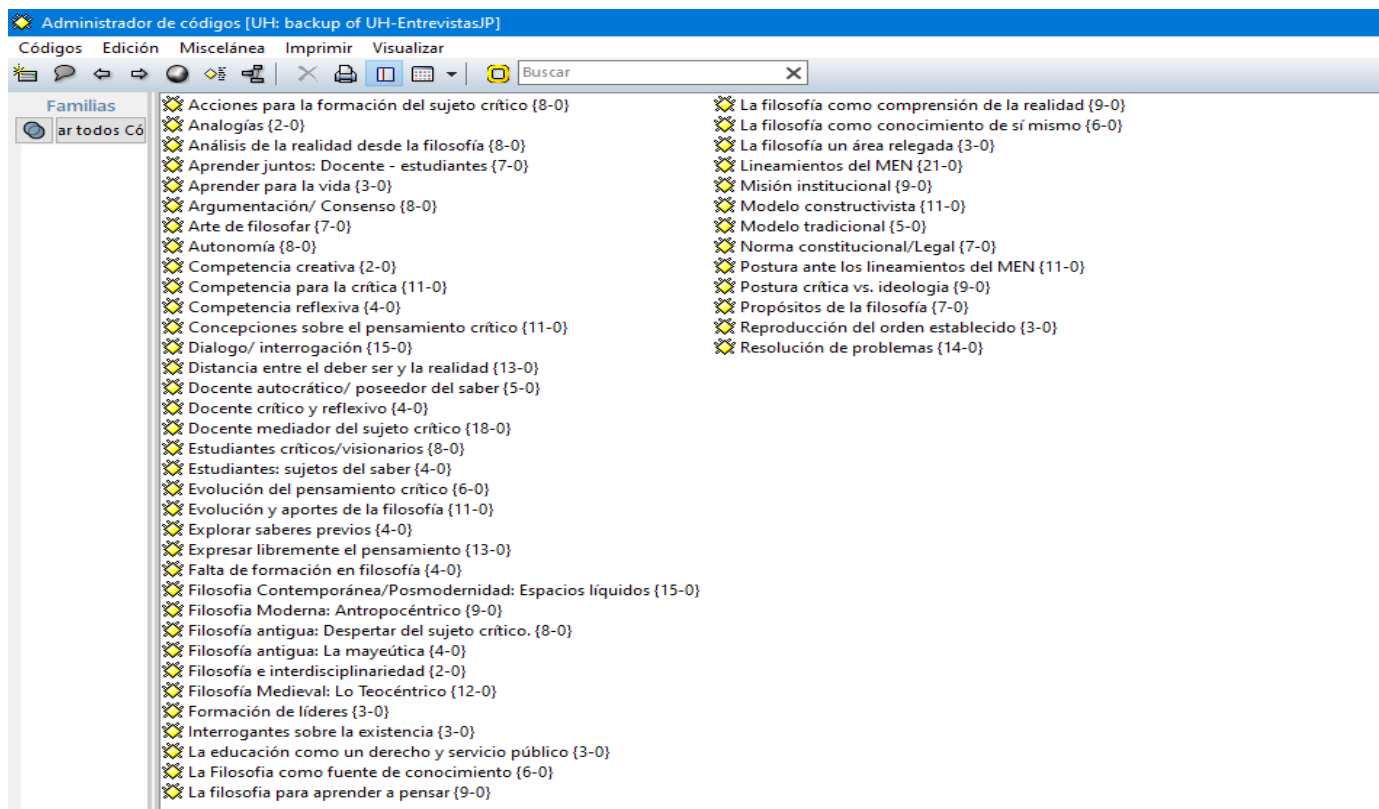 Administrador de códigos [UH: backup of UH-EntrevistasJP]
Códigos Edición Miscelánea Imprimir Visualizar
Buscar
Familias
ar todos Có
Acciones para la formación del sujeto crítico {8-0}
Analogías {2-0}
Análisis de la realidad desde la filosofía {8-0}
Aprender juntos: Docente - estudiantes {7-0}
Aprender para la vida {3-0}
Argumentación/ Consenso {8-0}
Arte de filosofar {7-0}
Autonomía {8-0}
Competencia creativa {2-0}
Competencia para la crítica {11-0}
Competencia reflexiva {4-0}
Concepciones sobre el pensamiento crítico {11-0}
Dialogo/ interrogación {15-0}
Distancia entre el deber ser y la realidad {13-0}
Docente autocrático/ poseedor del saber {5-0}
Docente crítico y reflexivo {4-0}
Docente mediador del sujeto crítico {18-0}
Estudiantes críticos/visionarios {8-0}
Estudiantes: sujetos del saber {4-0}
Evolución del pensamiento crítico {6-0}
Evolución y aportes de la filosofía {11-0}
Explorar saberes previos {4-0}
Expresar libremente el pensamiento {13-0}
Falta de formación en filosofía {4-0}
Filosofia Contemporánea/Posmodernidad: Espacios líquidos {15-0}
Filosofia Moderna: Antropocéntrico {9-0}
Filosofía antigua: Despertar del sujeto crítico. {8-0}
Filosofía antigua: La mayeútica {4-0}
Filosofía e interdisciplinariedad {2-0}
Filosofía Medieval: Lo Teocéntrico {12-0}
Formación de líderes {3-0}
Interrogantes sobre la existencia {3-0}
La educación como un derecho y servicio público {3-0}
La Filosofia como fuente de conocimiento {6-0}
La filosofia para aprender a pensar {9-0}
La filosofía como comprensión de la realidad {9-0}
La filosofía como conocimiento de sí mismo {6-0}
La filosofía un área relegada {3-0}
Lineamientos del MEN {21-0}
Misión institucional {9-0}
Modelo constructivista {11-0}
Modelo tradicional {5-0}
Norma constitucional/Legal {7-0}
Postura ante los lineamientos del MEN {11-0}
Postura crítica vs. ideologia {9-0}
Propósitos de la filosofía {7-0}
Reproducción del orden establecido {3-0}
Resolución de problemas {14-0}